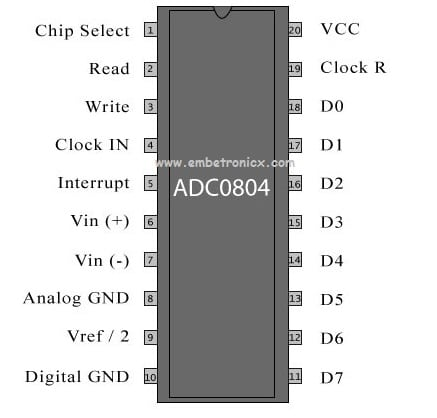 Chip Select 1 20 VCC
Read 2 19 Clock R
Write 3 18 D0
Clock IN 4 17 D1
www.embetronicx.com
Interrupt 5 ADC0804 16 D2
Vin (+) 6 15 D3
Vin (-) 7 14 D4
Analog GND 8 13 D5
Vref / 2 9 12 D6
Digital GND 10 11 D7